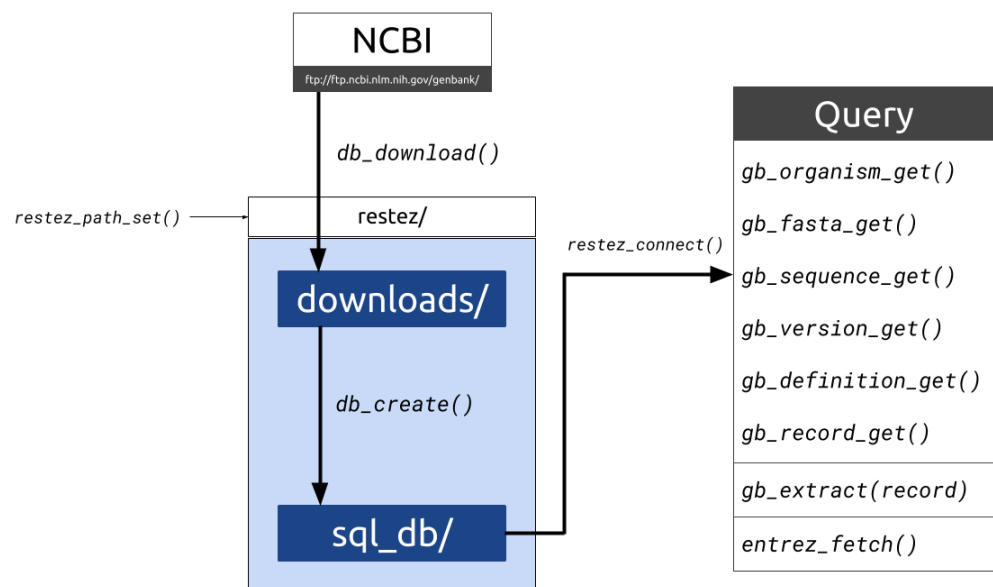 NCBI
ftp://ftp.ncbi.nlm.nih.gov/genbank/
db_download()
restez_path_set()
restez/
downloads/
db_create()
sql_db/
restez_connect()
Query
gb_organism_get()
gb_fasta_get()
gb_sequence_get()
gb_version_get()
gb_definition_get()
gb_record_get()
gb_extract(record)
entrez_fetch()